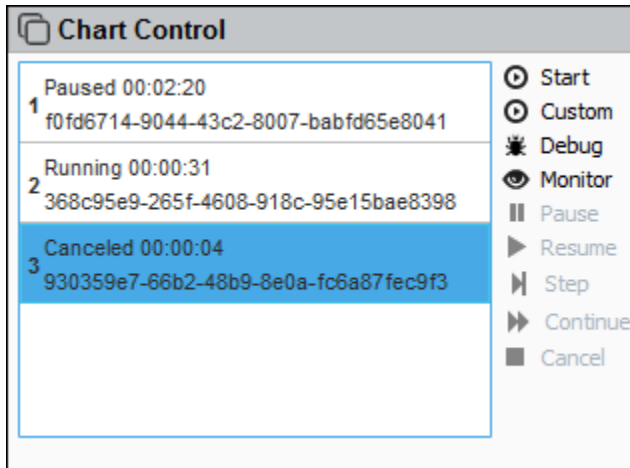 Chart Control
1
Paused 00:02:20
f0fd6714-9044-43c2-8007-babfd65e8041
2
Running 00:00:31
368c95e9-265f-4608-918c-95e15bae8398
3
Canceled 00:00:04
930359e7-66b2-48b9-8e0a-fc6a87fec9f3
Start
Custom
Debug
Monitor
Pause
Resume
Step
Continue
Cancel